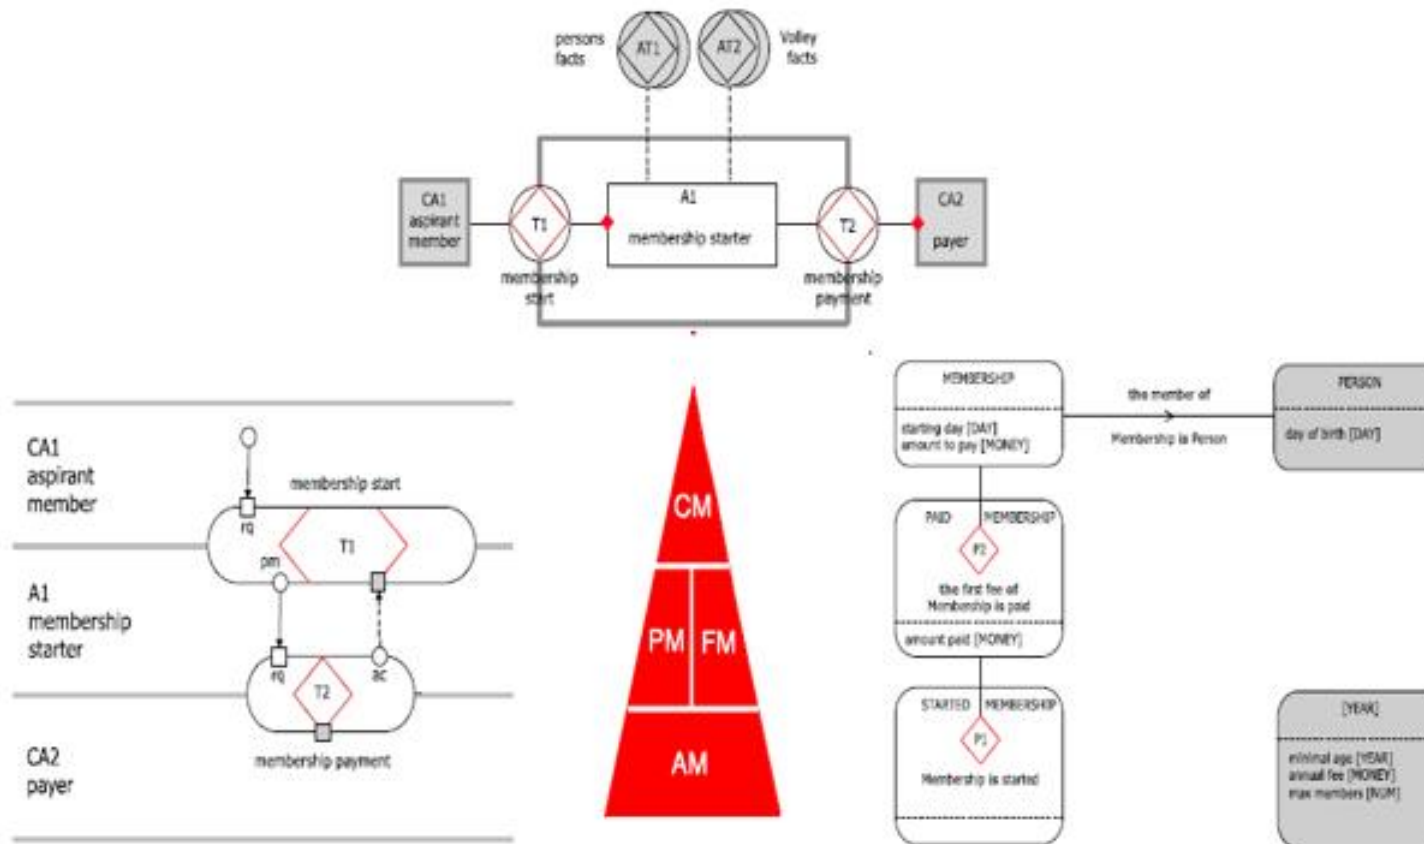 persons
facts
AT1
AT2
Volley
facts
CA1
aspirant
member
T1
membership
start
A1
membership starter
T2
membership
payment
CA2
payer
CA1
aspirant
member
membership start
rq
T1
pm
A1
membership
starter
rq
ac
T2
CA2
payer
membership payment
CM
PM
FM
AM
MEMBERSHIP
starting day [DAY]
amount to pay [MONEY]
the member of
Membership is Person
PERSON
day of birth [DAY]
PAID MEMBERSHIP
P2
the first fee of
Membership is paid
amount paid [MONEY]
STARTED MEMBERSHIP
P1
Membership is started
[YEAR]
minimal age [YEAR]
annual fee [MONEY]
max members [NUM]